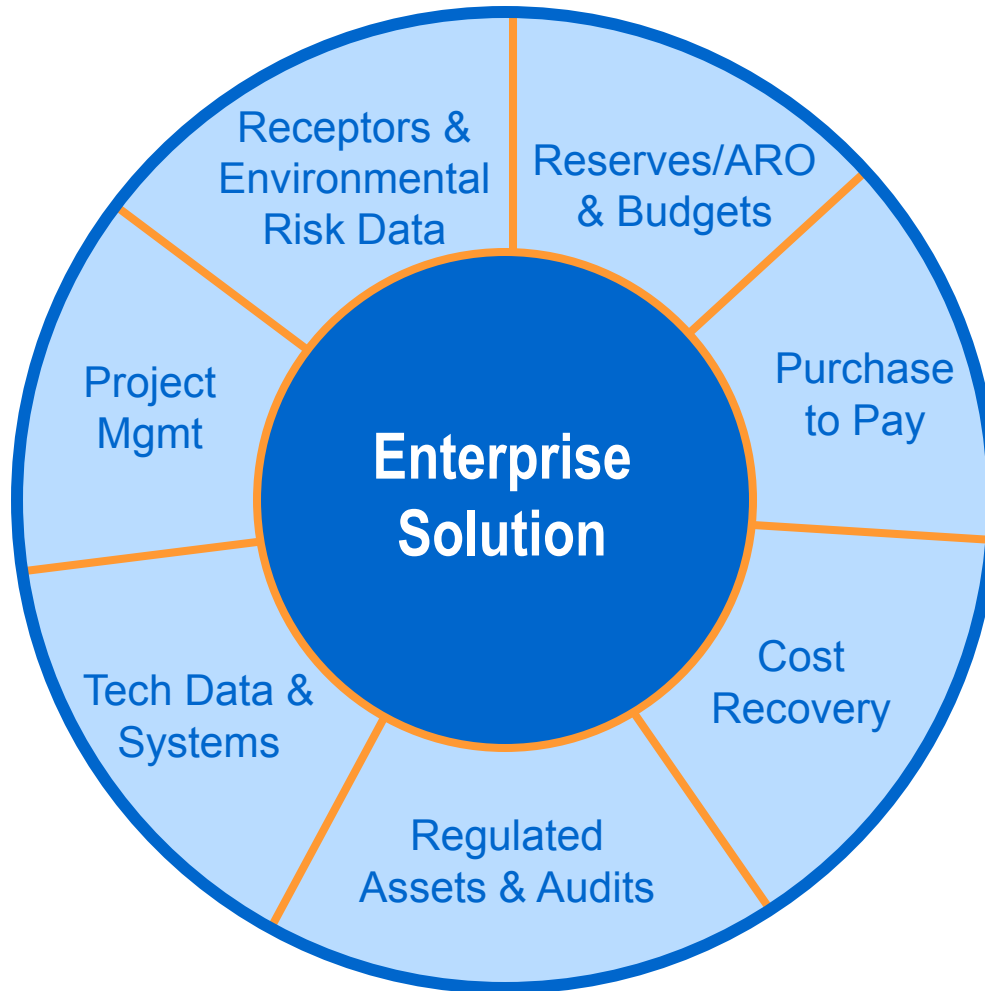 Receptors &
Environmental
Risk Data
Reserves/ARO
& Budgets
Purchase
to Pay
Cost
Recovery
Regulated
Assets & Audits
Tech Data &
Systems
Project
Mgmt
Enterprise
Solution